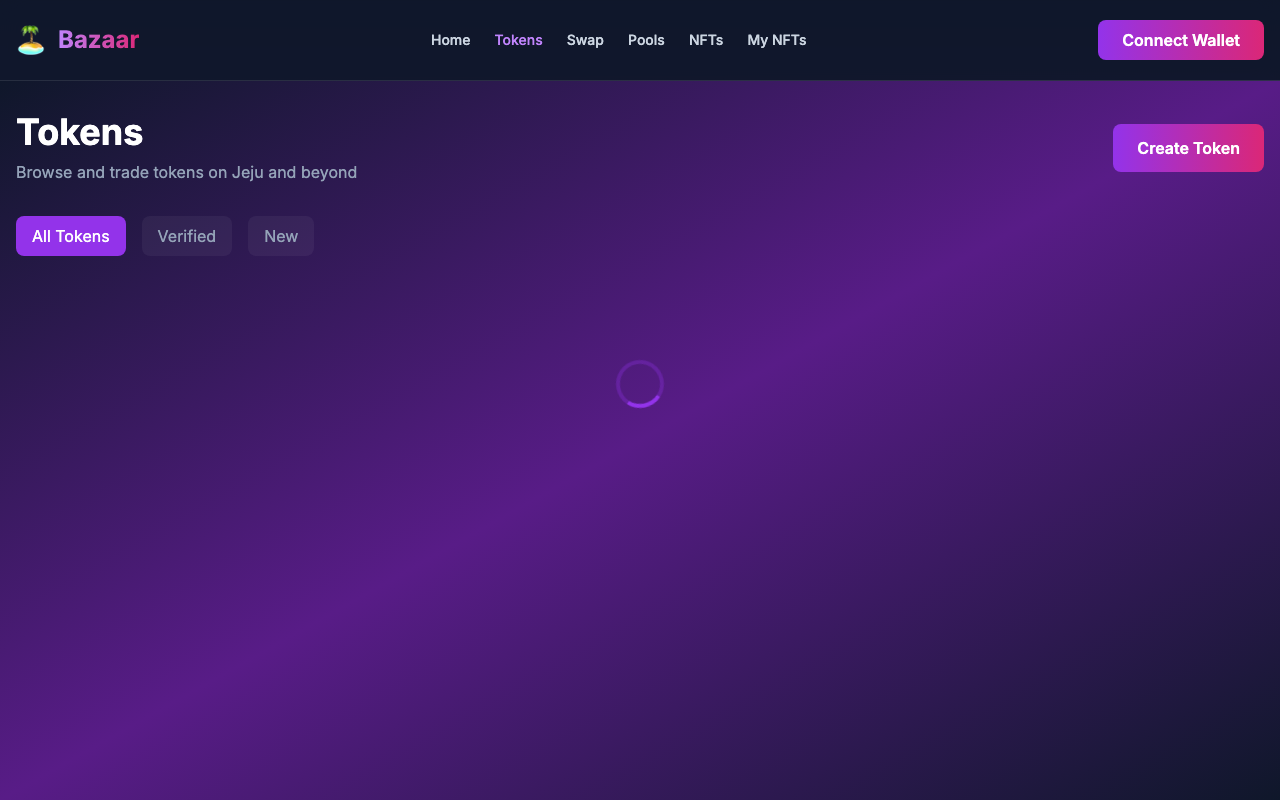 Bazaar
Home Tokens Swap Pools NFTs My NFTs
Connect Wallet
Tokens
Browse and trade tokens on Jeju and beyond
Create Token
All Tokens Verified New